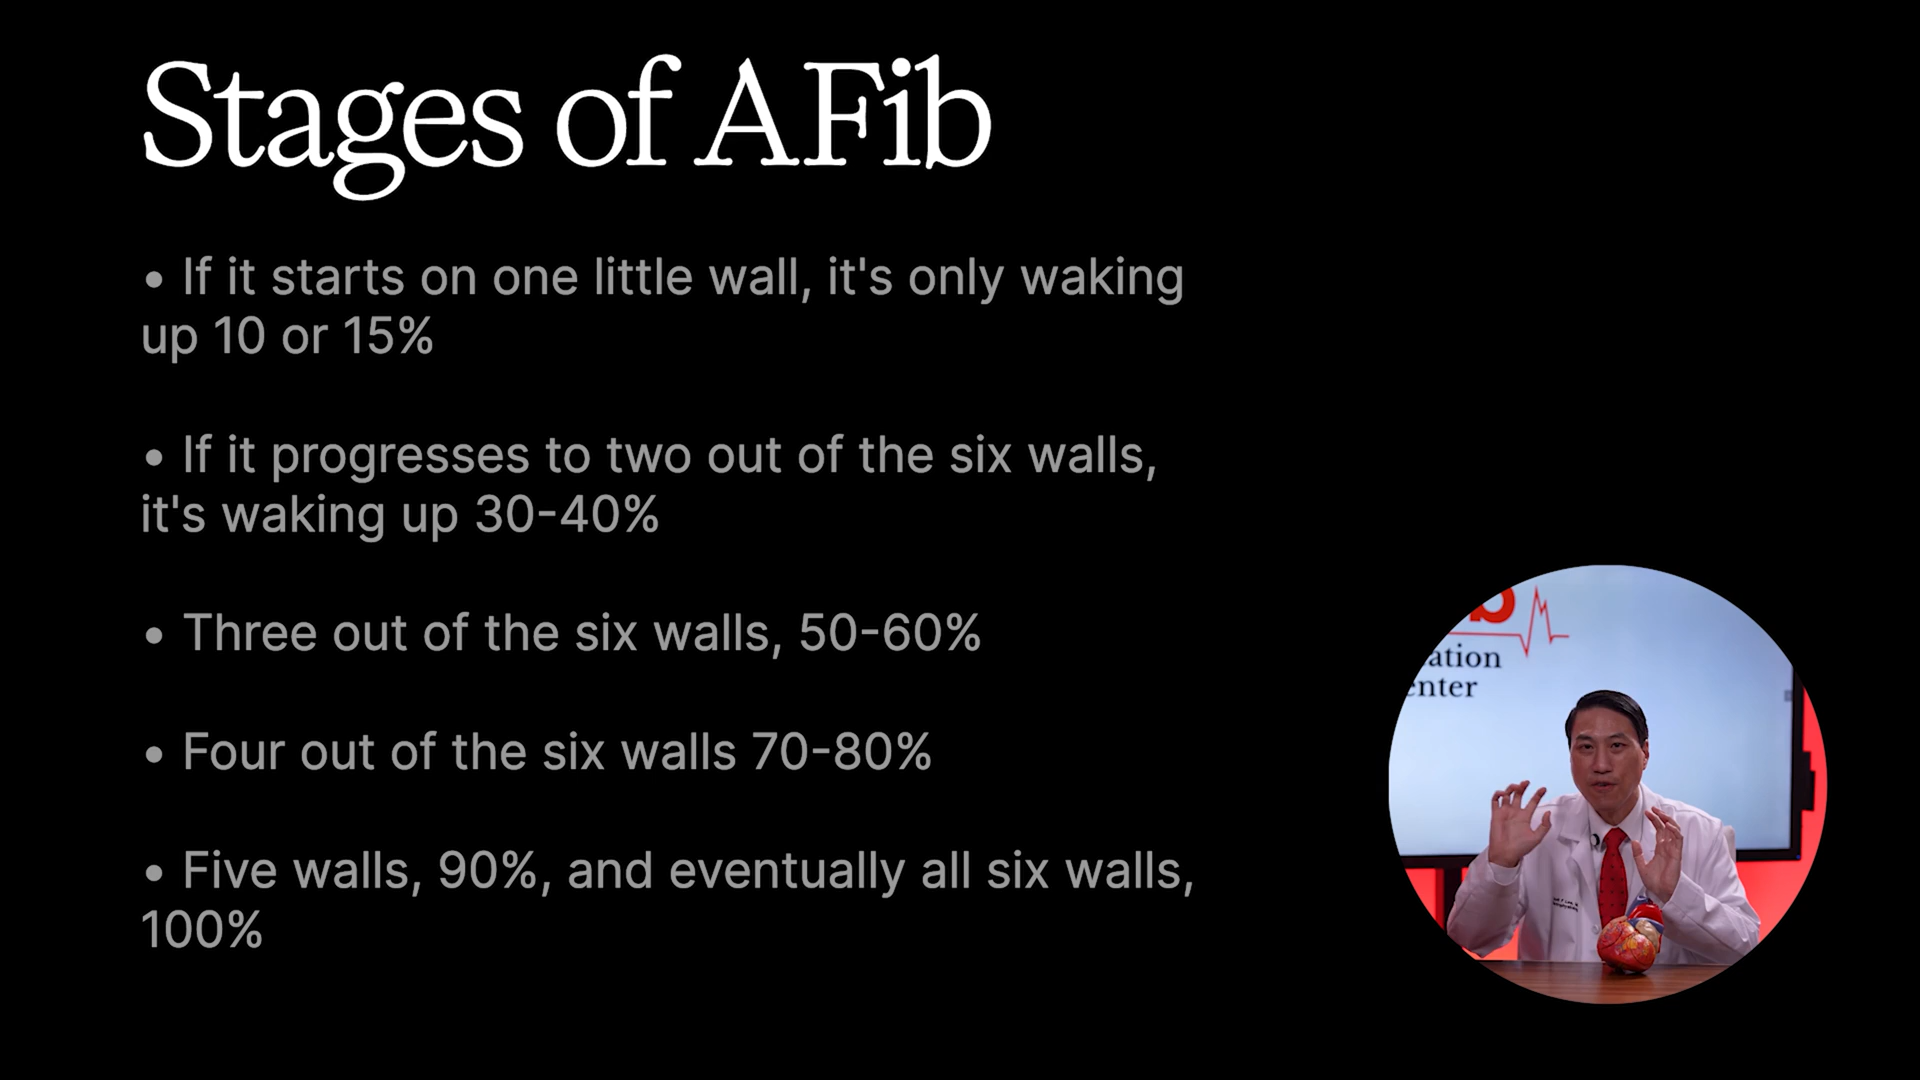 Stages of AFib
• If it starts on one little wall, it's only waking
up 10 or 15%
• If it progresses to two out of the six walls,
it's waking up 30-40%
• Three out of the six walls, 50-60%
• Four out of the six walls 70-80%
• Five walls, 90%, and eventually all six walls,
100%
b
ation
enter